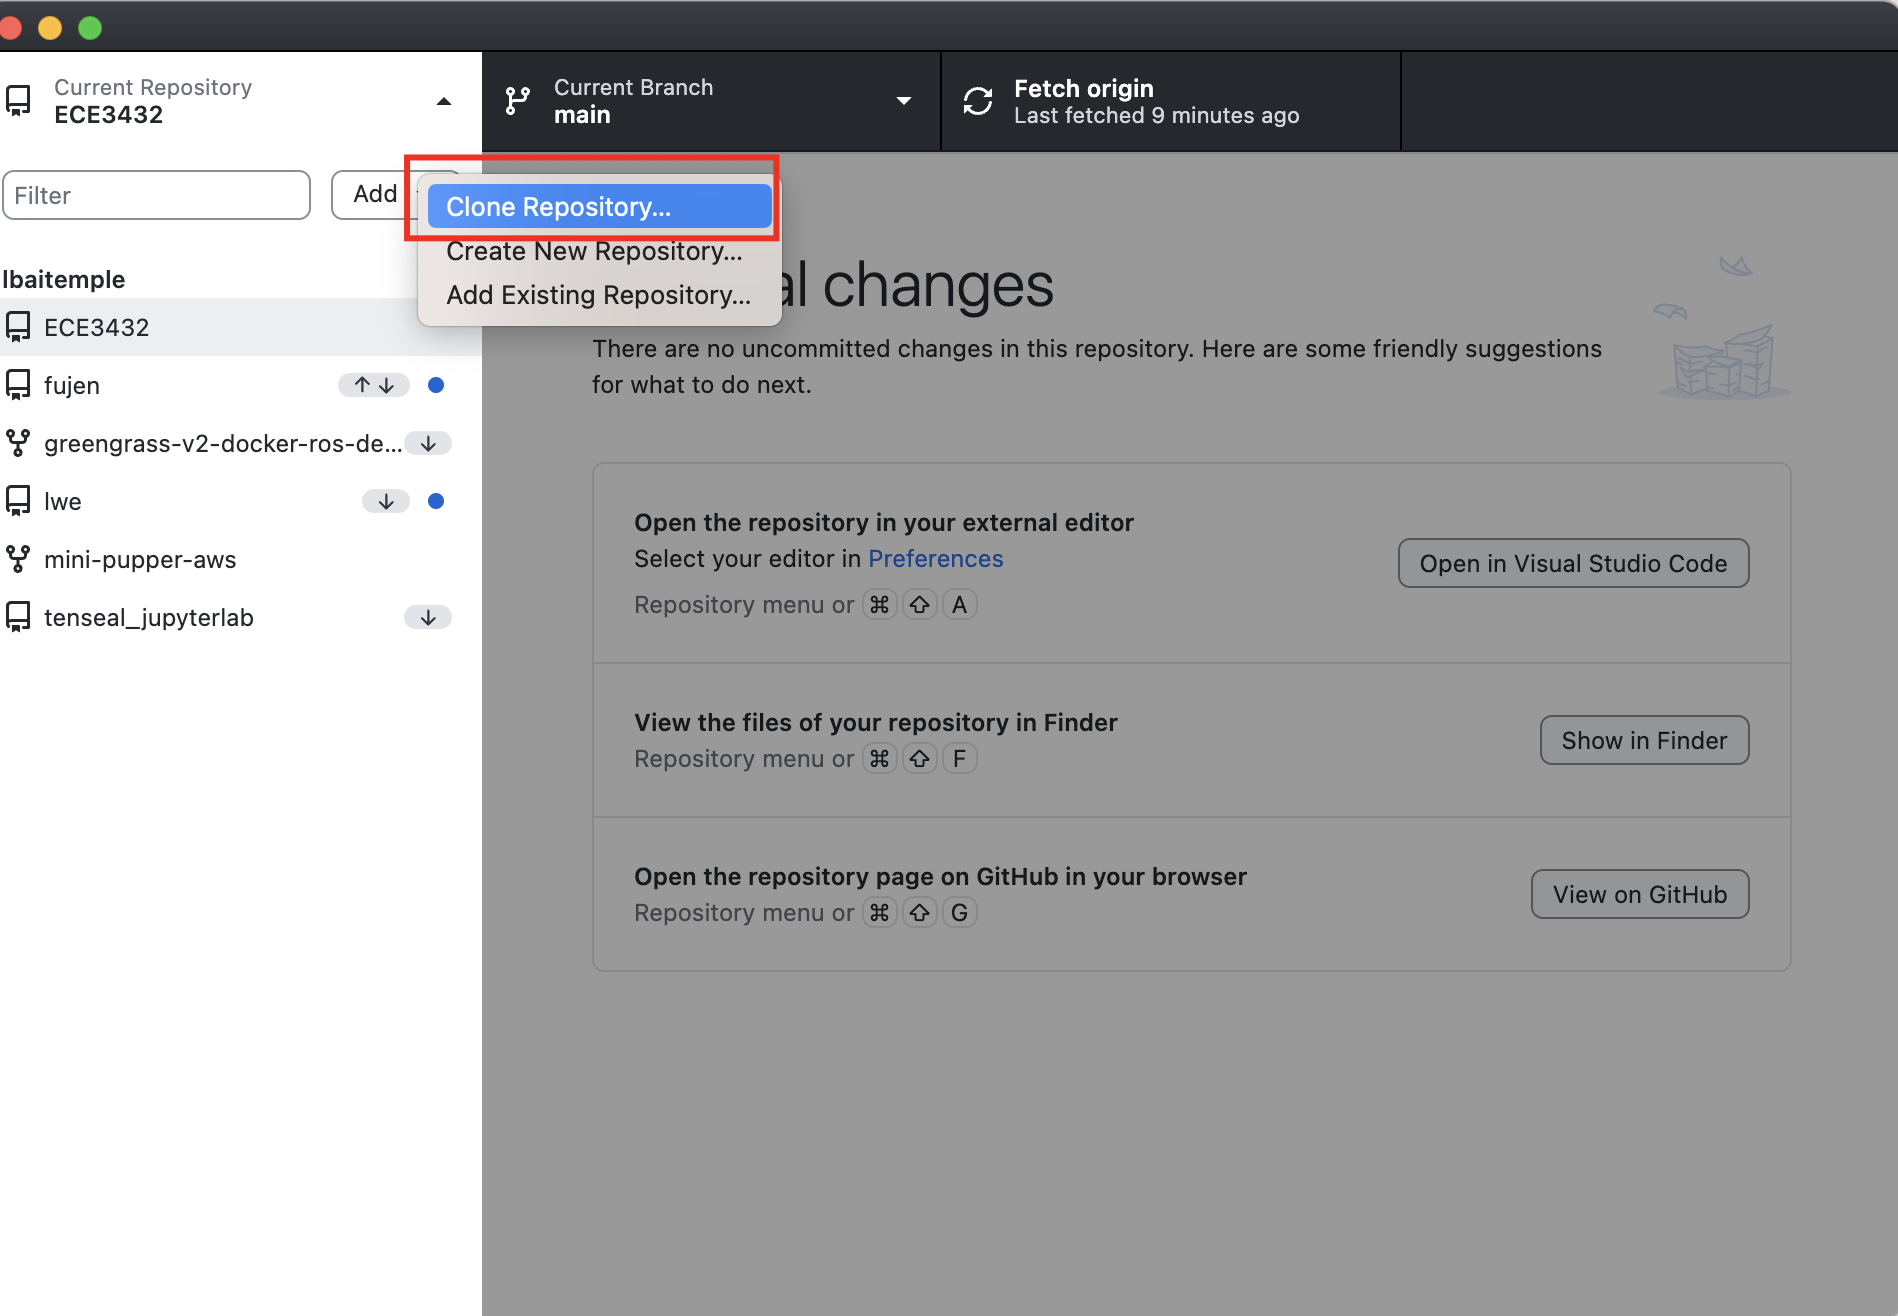 Current Repository
ECE3432
Current Branch
main
Fetch origin
Last fetched 9 minutes ago
Filter
Add
Clone Repository...
Create New Repository...
Add Existing Repository...
lbaitemple
ECE3432
fujen
greengrass-v2-docker-ros-de...
lwe
mini-pupper-aws
tenseal_jupyterlab
al changes
There are no uncommitted changes in this repository. Here are some friendly suggestions
for what to do next.
Open the repository in your external editor
Select your editor in Preferences
Repository menu or ⌘ ⇧ A
Open in Visual Studio Code
View the files of your repository in Finder
Repository menu or ⌘ ⇧ F
Show in Finder
Open the repository page on GitHub in your browser
Repository menu or ⌘ ⇧ G
View on GitHub